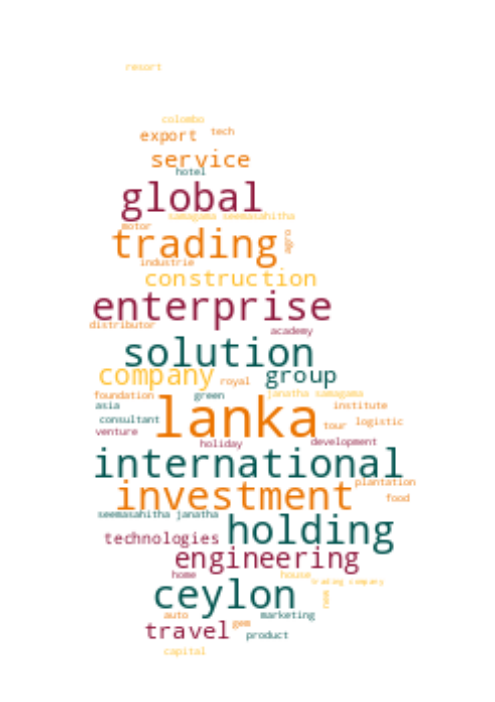 resort
colombo
export tech
service
hotel
global
samagama seemasahitha
motor
trading agro
industrie
construction
enterprise
distributor
academy
solution
company royal group
foundation green janatha samagama
asia lanka institute
consultant tour logistic
venture
holiday development
international
investment plantation
food
seemasahitha janatha
holding
technologies
engineering
home house
trading company
ceylon new
auto marketing
travel gem
product
capital